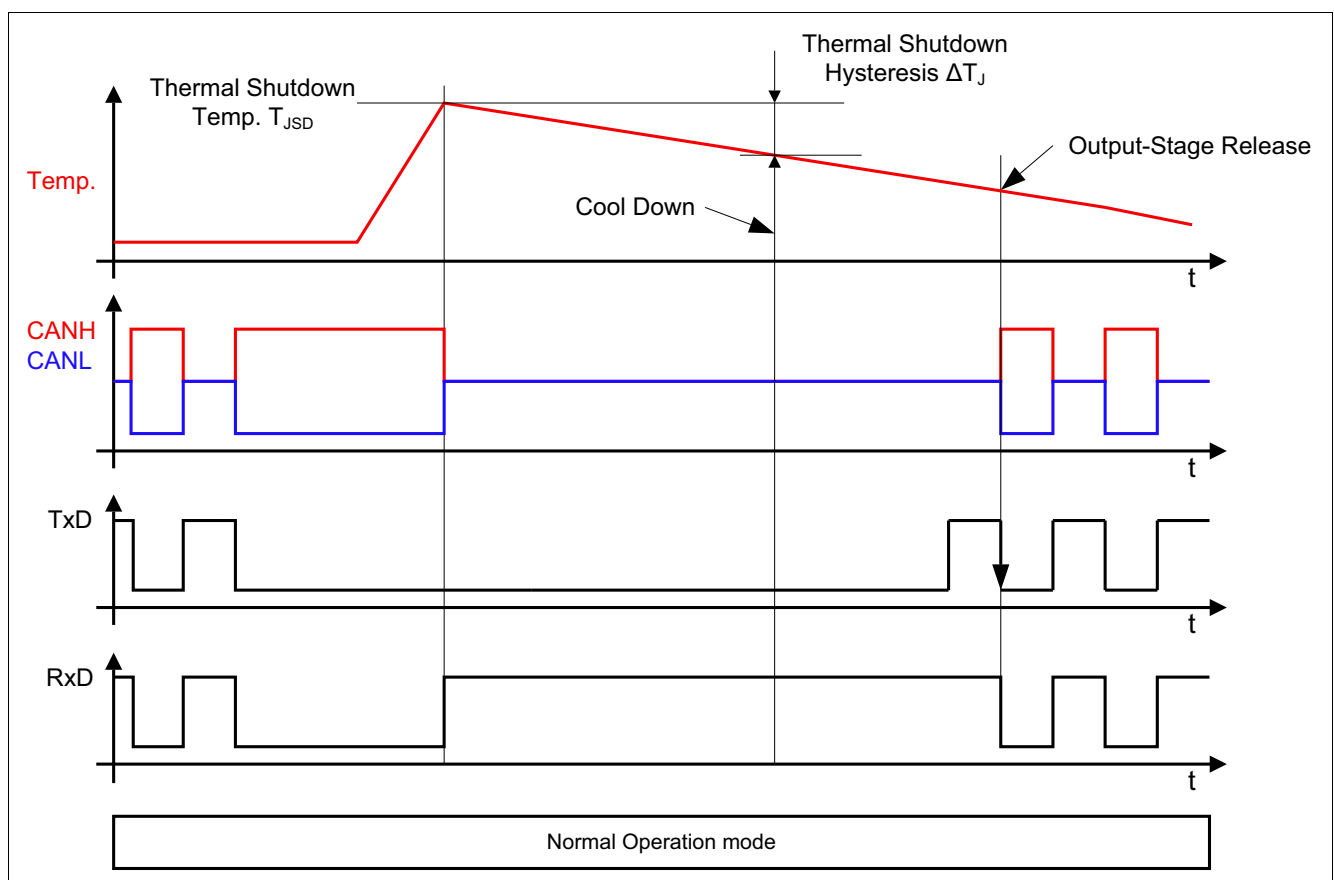 Thermal Shutdown
Hysteresis ΔTJ
Thermal Shutdown
Temp. TJSD
Output-Stage Release
Temp.
Cool Down
t
CANH
CANL
t
TxD
t
RxD
t
Normal Operation mode